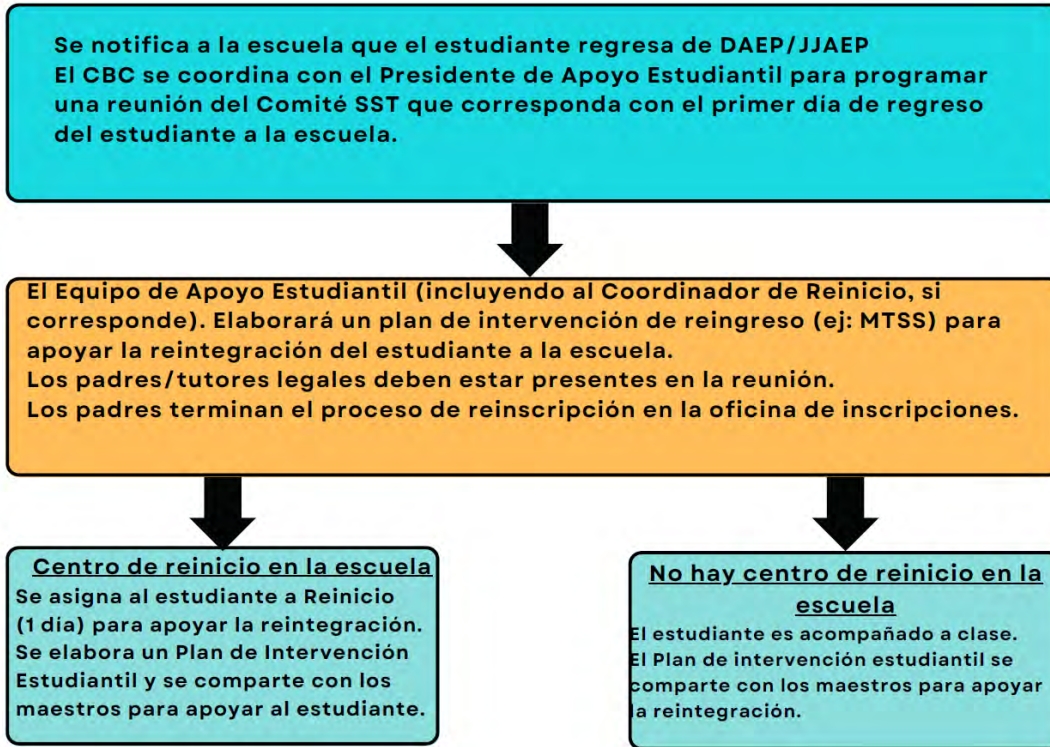 Se notifica a la escuela que el estudiante regresa de DAEP/JJAEP
El CBC se coordina con el Presidente de Apoyo Estudiantil para programar
una reunión del Comité SST que corresponda con el primer día de regreso
del estudiante a la escuela.
El Equipo de Apoyo Estudiantil (incluyendo al Coordinador de Reinicio, si
corresponde). Elaborará un plan de intervención de reingreso (ej: MTSS) para
apoyar la reintegración del estudiante a la escuela.
Los padres/tutores legales deben estar presentes en la reunión.
Los padres terminan el proceso de reinscripción en la oficina de inscripciones.
Centro de reinicio en la escuela
Se asigna al estudiante a Reinicio
(1 día) para apoyar la reintegración.
Se elabora un Plan de Intervención
Estudiantil y se comparte con los
maestros para apoyar al estudiante.
No hay centro de reinicio en la
escuela
El estudiante es acompañado a clase.
El Plan de intervención estudiantil se
comparte con los maestros para apoyar
la reintegración.